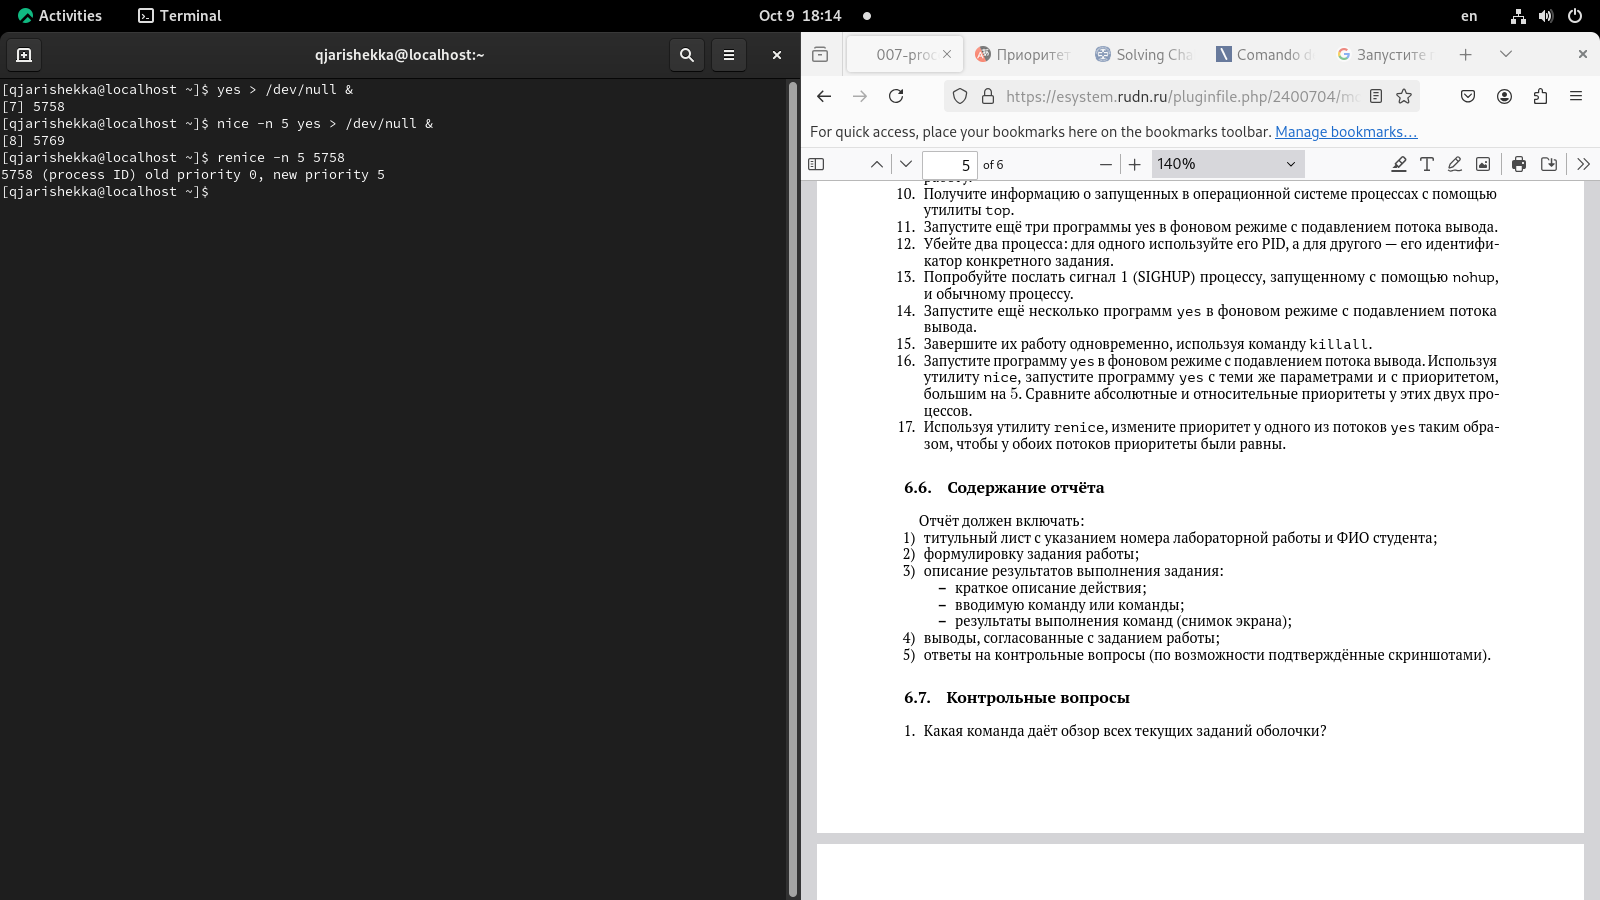 Activities
Terminal
Oct 9 18:14
en
qjarishekka@localhost:~
[qjarishekka@localhost ~]$ yes > /dev/null &
[7] 5758
[qjarishekka@localhost ~]$ nice -n 5 yes > /dev/null &
[8] 5769
[qjarishekka@localhost ~]$ renice -n 5 5758
5758 (process ID) old priority 0, new priority 5
[qjarishekka@localhost ~]$
007-proc
Приоритет
Solving Cha
Comando d
Запустите
https://esystem.rudn.ru/pluginfile.php/2400704/mo
For quick access, place your bookmarks here on the bookmarks toolbar. Manage bookmarks…
5 of 6
140%
10. Получите информацию о запущенных в операционной системе процессах с помощью
утилиты top.
11. Запустите ещё три программы yes в фоновом режиме с подавлением потока вывода.
12. Убейте два процесса: для одного используйте его PID, а для другого — его идентифи-
катор конкретного задания.
13. Попробуйте послать сигнал 1 (SIGHUP) процессу, запущенному с помощью nohup,
и обычному процессу.
14. Запустите ещё несколько программ yes в фоновом режиме с подавлением потока
вывода.
15. Завершите их работу одновременно, используя команду killall.
16. Запустите программу yes в фоновом режиме с подавлением потока вывода. Используя
утилиту nice, запустите программу yes с теми же параметрами и с приоритетом,
большим на 5. Сравните абсолютные и относительные приоритеты у этих двух про-
цессов.
17. Используя утилиту renice, измените приоритет у одного из потоков yes таким обра-
зом, чтобы у обоих потоков приоритеты были равны.
6.6. Содержание отчёта
Отчёт должен включать:
1) титульный лист с указанием номера лабораторной работы и ФИО студента;
2) формулировку задания работы;
3) описание результатов выполнения задания:
– краткое описание действия;
– вводимую команду или команды;
– результаты выполнения команд (снимок экрана);
4) выводы, согласованные с заданием работы;
5) ответы на контрольные вопросы (по возможности подтверждённые скриншотами).
6.7. Контрольные вопросы
1. Какая команда даёт обзор всех текущих заданий оболочки?